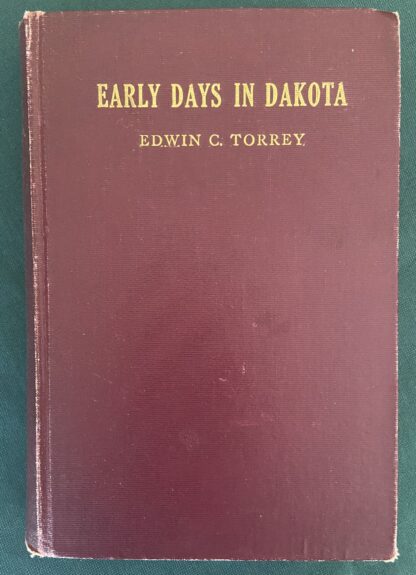 EARLY DAYS IN DAKOTA
EDWIN C. TORREY